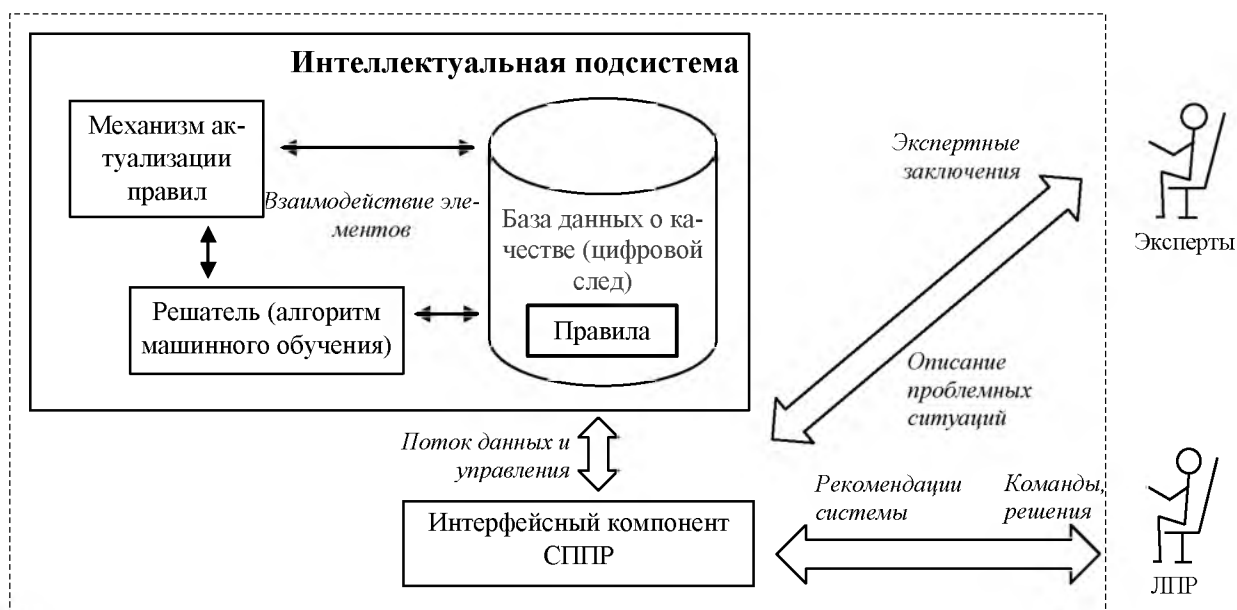 Интеллектуальная подсистема
Механизм ак-
туализации
правил
Взаимодействие эле-
ментов
База данных о ка-
честве (цифровой
след)
Правила
Решатель (алгоритм
машинного обучения)
Экспертные
заключения
Эксперты
Описание
проблемных
ситуаций
Поток данных и
управления
Интерфейсный компонент
СППР
Рекомендации
системы
Команды,
решения
ЛПР